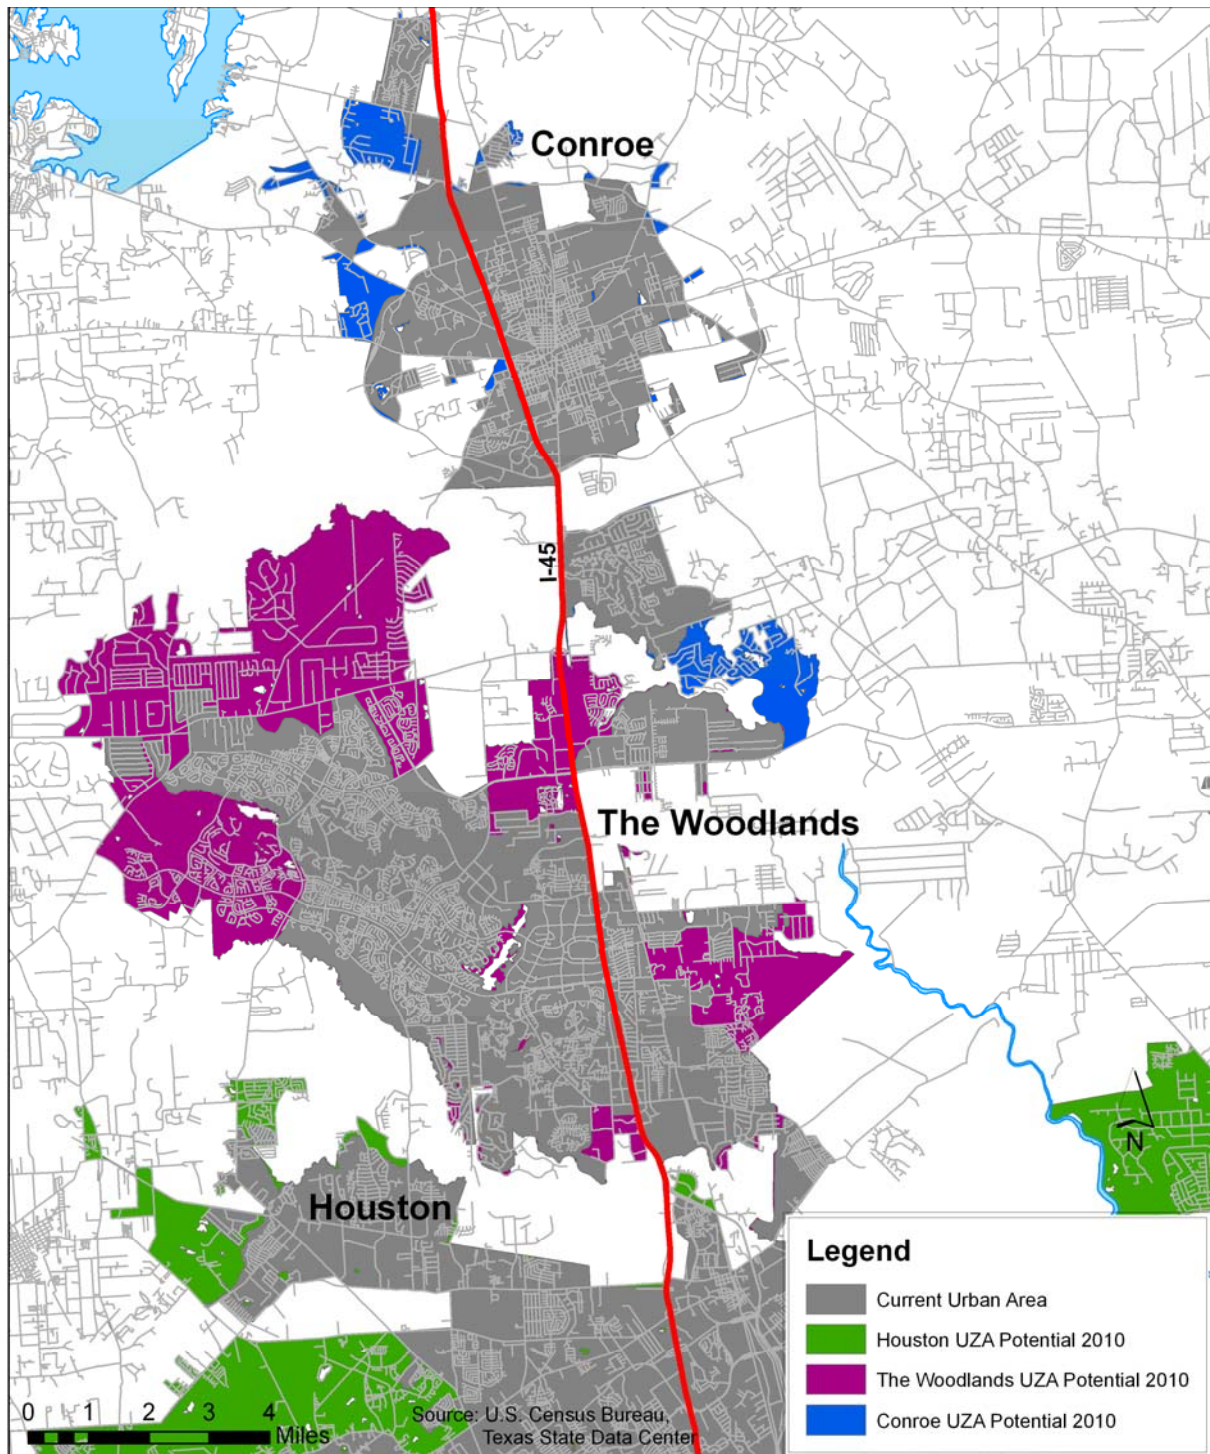 Conroe
I-45
The Woodlands
N
Houston
Legend
Current Urban Area
Houston UZA Potential 2010
The Woodlands UZA Potential 2010
Conroe UZA Potential 2010
0 1 2 3 4
Miles
Source: U.S. Census Bureau,
Texas State Data Center